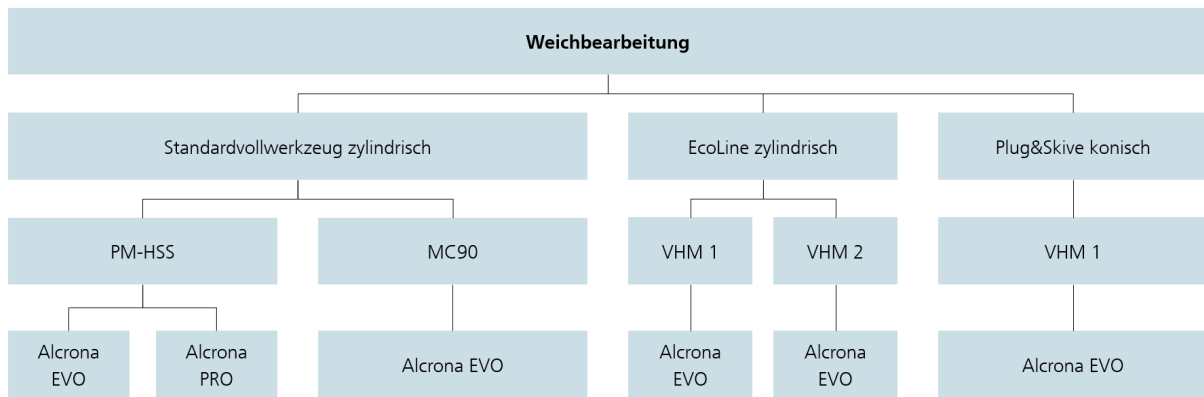 Weichbearbeitung
Standardvollwerkzeug zylindrisch
EcoLine zylindrisch
Plug&Skive konisch
PM-HSS
MC90
VHM 1
VHM 2
VHM 1
Alcrona
EVO
Alcrona
PRO
Alcrona EVO
Alcrona
EVO
Alcrona
EVO
Alcrona EVO